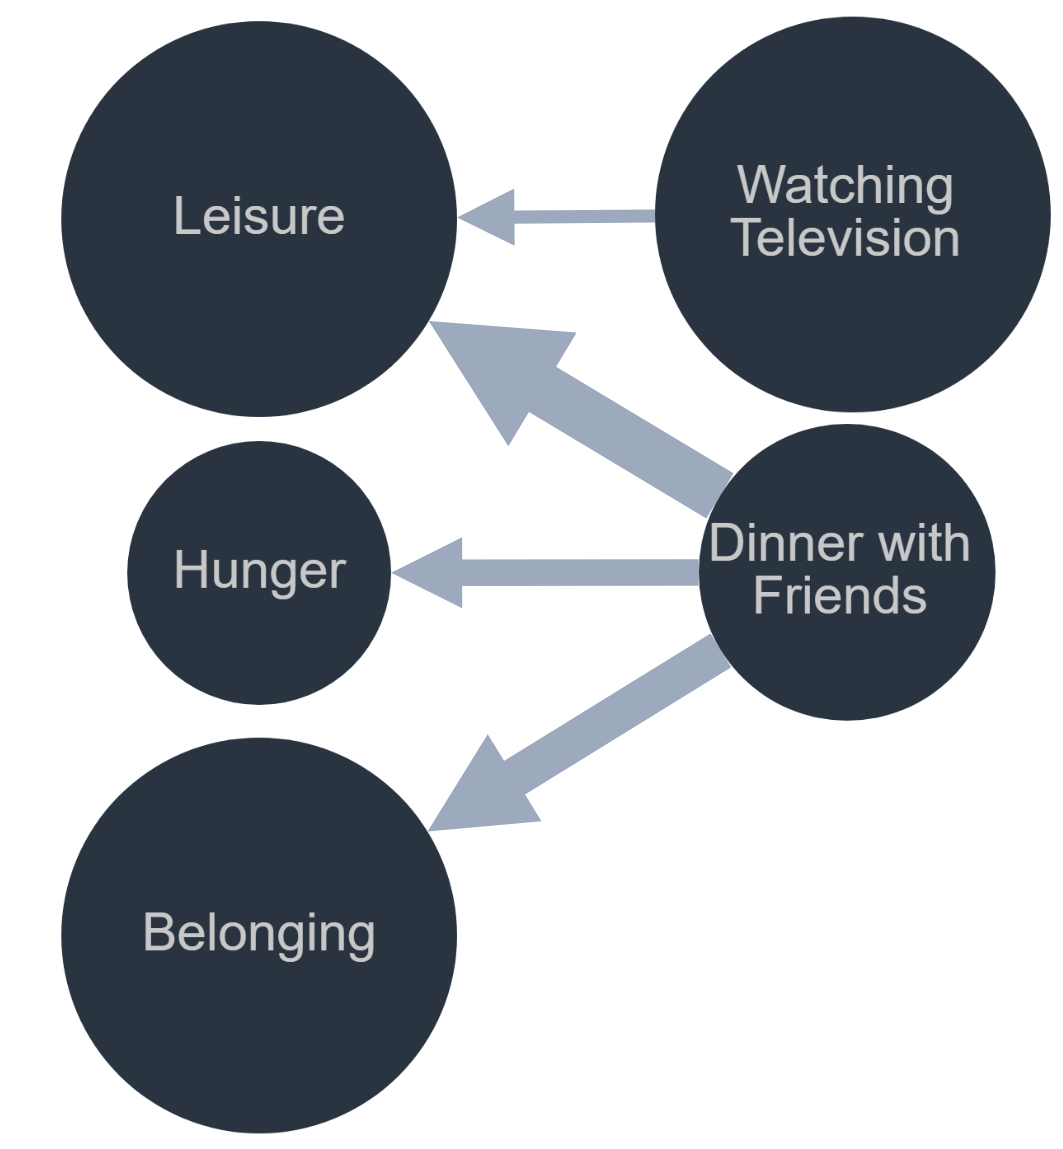 Leisure
Watching
Television
Hunger
Dinner with
Friends
Belonging